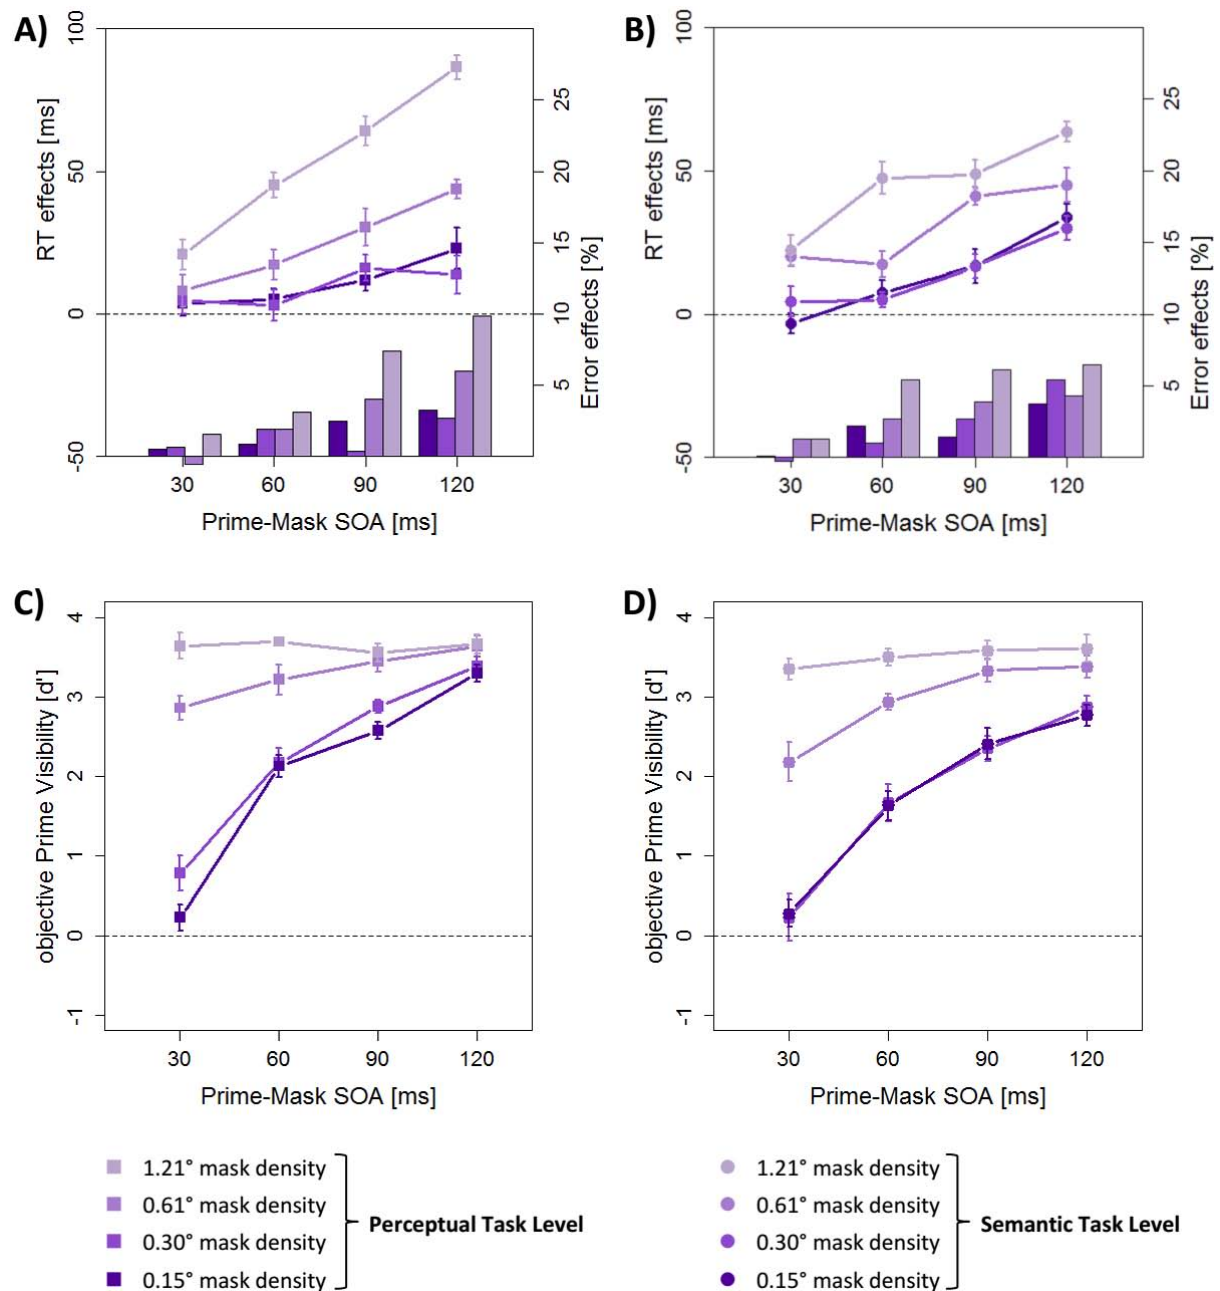 A)
100
50
0
-50
RT effects [ms]
25
20
15
10
5
Error effects [%]
30 60 90 120
Prime-Mask SOA [ms]
B)
100
50
0
-50
RT effects [ms]
25
20
15
10
5
Error effects [%]
30 60 90 120
Prime-Mask SOA [ms]
C)
4
3
2
1
0
-1
objective Prime Visibility [d']
30 60 90 120
Prime-Mask SOA [ms]
D)
4
3
2
1
0
-1
objective Prime Visibility [d']
30 60 90 120
Prime-Mask SOA [ms]
1.21° mask density
0.61° mask density
0.30° mask density
0.15° mask density
Perceptual Task Level
1.21° mask density
0.61° mask density
0.30° mask density
0.15° mask density
Semantic Task Level